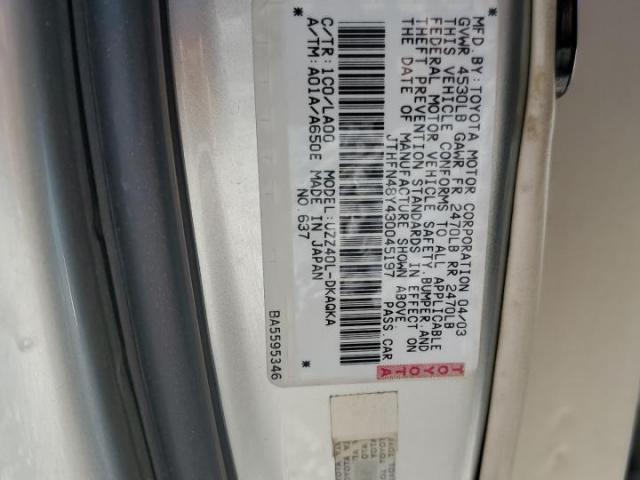 MFD.BY:TOYOTA MOTOR CORPORATION 04/03
GVWR 4530LB GAWR FR 2470LB RR 2470LB
THIS VEHICLE CONFORMS TO ALL APPLICABLE
FEDERAL MOTOR VEHICLE SAFETY,BUMPER,AND
THEFT PREVENTION STANDARDS IN EFFECT ON
THE DATE OF MANUFACTURE SHOWN ABOVE.
JTHFN48Y430045197 PASS.CAR
* *
C/TR:1C0/LA00 MODEL:UZZ40L-DKAQKA
A/TM:A01A/A650E MADE IN JAPAN
NO.637
BA5595346
TOYOTA